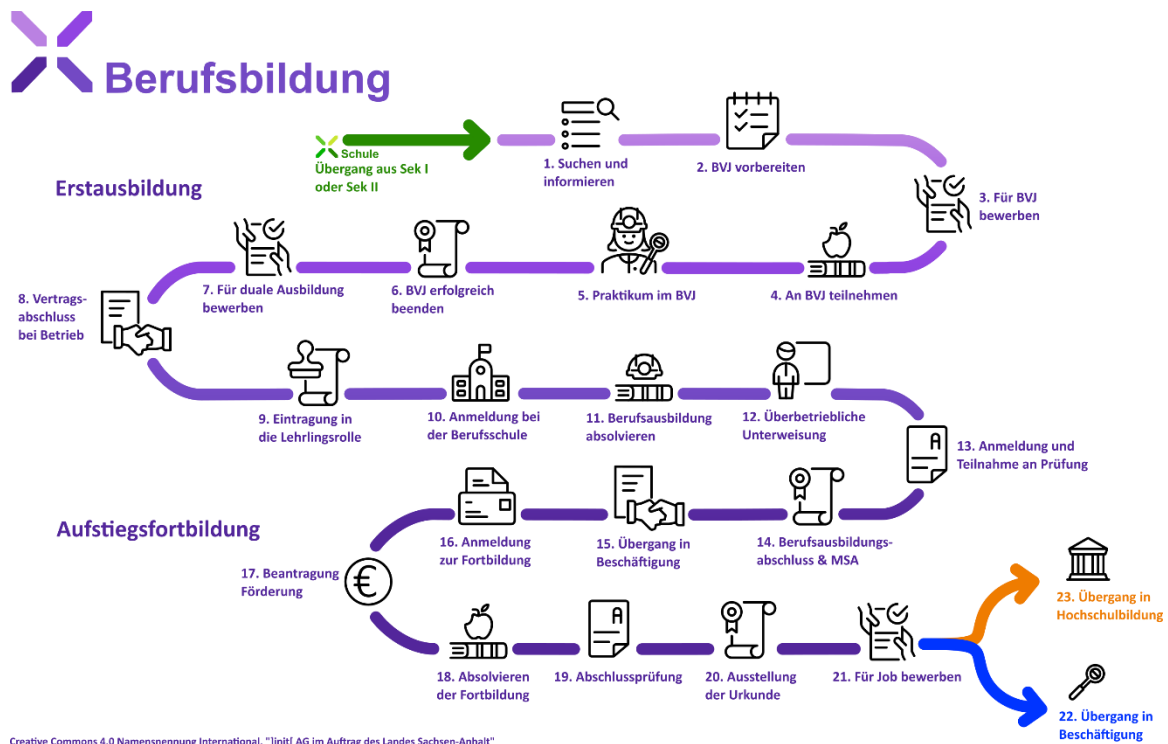 Berufsbildung
Schule
Übergang aus Sek I
oder Sek II
1. Suchen und
informieren
2. BVJ vorbereiten
3. Für BVJ
bewerben
Erstausbildung
4. An BVJ teilnehmen
5. Praktikum im BVJ
6. BVJ erfolgreich
beenden
7. Für duale Ausbildung
bewerben
8. Vertrags-
abschluss
bei Betrieb
9. Eintragung in
die Lehrlingsrolle
10. Anmeldung bei
der Berufsschule
11. Berufsausbildung
absolvieren
12. Überbetriebliche
Unterweisung
13. Anmeldung und
Teilnahme an Prüfung
A
14. Berufsausbildungs-
abschluss & MSA
15. Übergang in
Beschäftigung
16. Anmeldung
zur Fortbildung
Aufstiegsfortbildung
17. Beantragung
Förderung
€
18. Absolvieren
der Fortbildung
A
19. Abschlussprüfung
20. Ausstellung
der Urkunde
21. Für Job bewerben
23. Übergang in
Hochschulbildung
22. Übergang in
Beschäftigung
Creative Commons 4.0 Namensnennung International, "]init[ AG im Auftrag des Landes Sachsen-Anhalt"